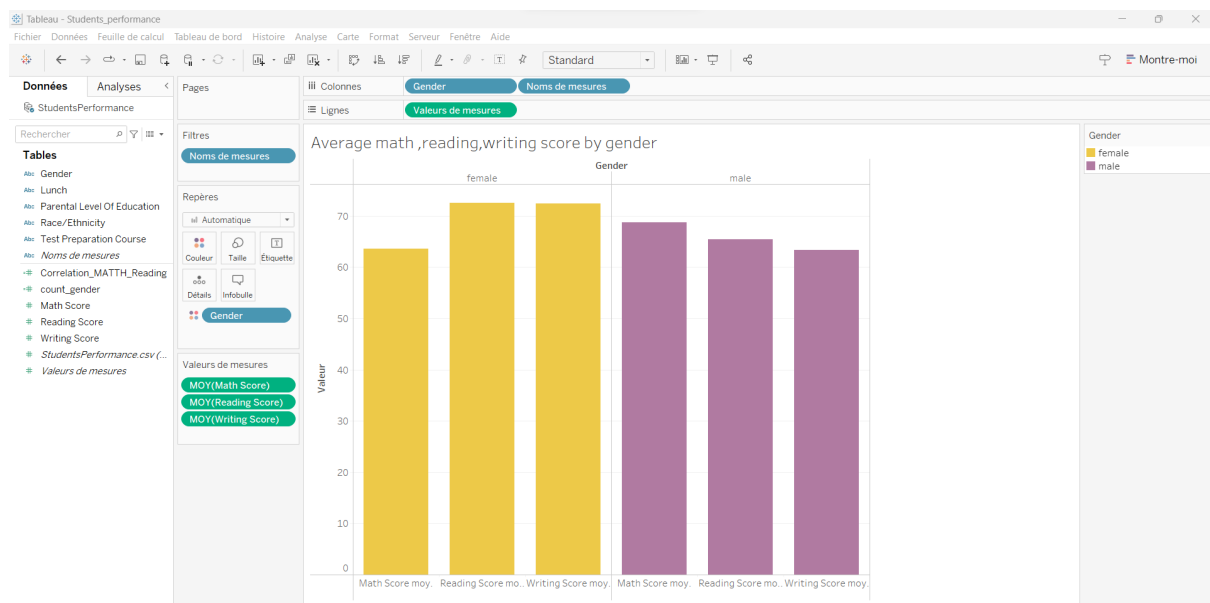 Tableau - Students_performance
Fichier Données Feuille de calcul Tableau de bord Histoire Analyse Carte Format Serveur Fenêtre Aide
Standard
Montre-moi
Données Analyses
StudentsPerformance
Rechercher
Tables
Abc Gender
Abc Lunch
Abc Parental Level Of Education
Abc Race/Ethnicity
Abc Test Preparation Course
Abc Noms de mesures
Correlation_MATTH_Reading
count_gender
Math Score
Reading Score
Writing Score
StudentsPerformance.csv (...
Valeurs de mesures
Pages
Filtres
Noms de mesures
Repères
Automatique
Couleur Taille Étiquette
Détails Infobulle
Gender
Valeurs de mesures
MOY(Math Score)
MOY(Reading Score)
MOY(Writing Score)
Colonnes Gender Noms de mesures
Lignes Valeurs de mesures
Average math ,reading,writing score by gender
Gender
female male
Valeur
70
60
50
40
30
20
10
0
Math Score moy. Reading Score mo.. Writing Score moy. Math Score moy. Reading Score mo.. Writing Score moy.
Gender
female
male